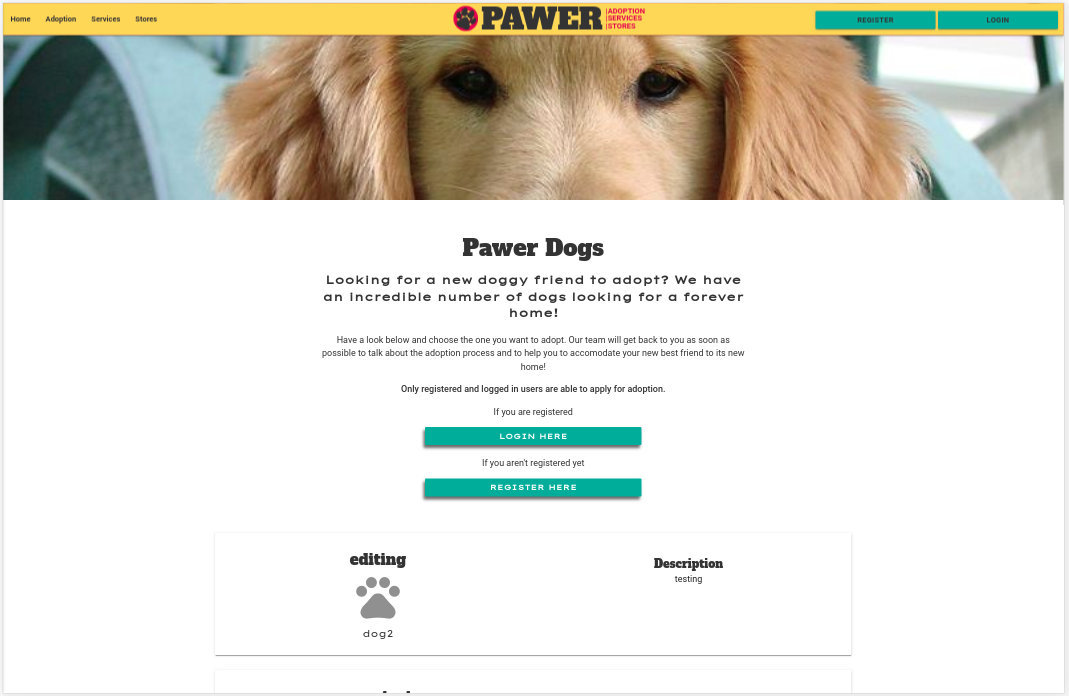 Home Adoption Services Stores
PAWER
|ADOPTION
|SERVICES
|STORES
REGISTER LOGIN
Pawer Dogs
Looking for a new doggy friend to adopt? We have
an incredible number of dogs looking for a forever
home!
Have a look below and choose the one you want to adopt. Our team will get back to you as soon as
possible to talk about the adoption process and to help you to accomodate your new best friend to its new
home!
Only registered and logged in users are able to apply for adoption.
If you are registered
LOGIN HERE
If you aren't registered yet
REGISTER HERE
editing
dog2
Description
testing